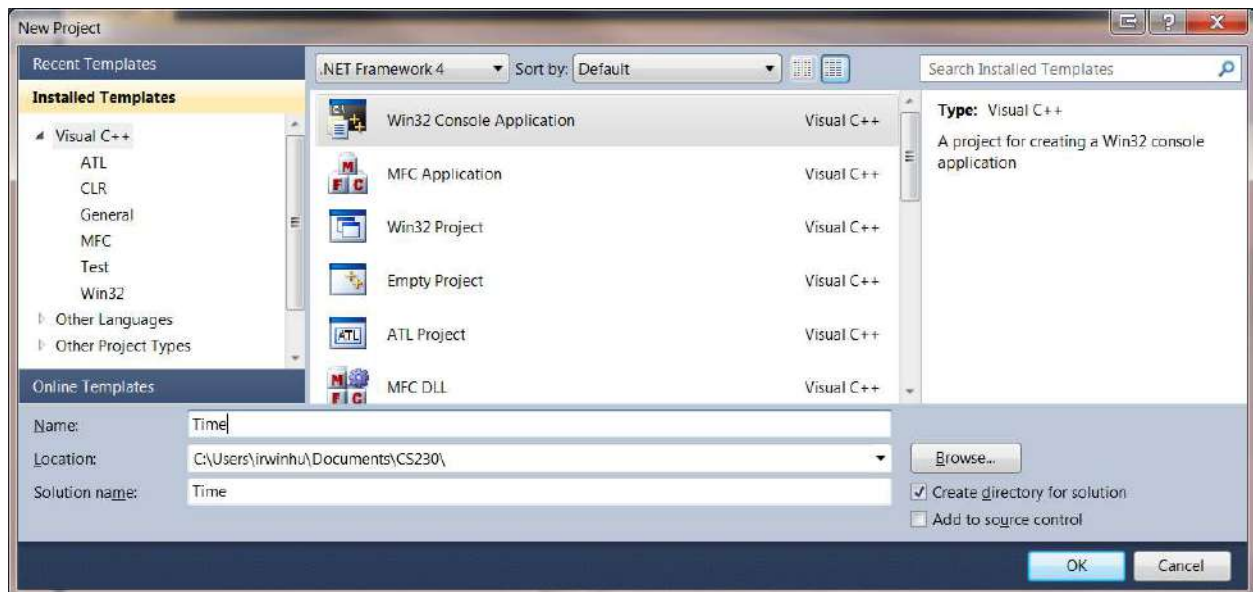 New Project
Recent Templates
Installed Templates
Visual C++
ATL
CLR
General
MFC
Test
Win32
Other Languages
Other Project Types
Online Templates
.NET Framework 4 Sort by: Default
Win32 Console Application Visual C++
MFC Application Visual C++
Win32 Project Visual C++
Empty Project Visual C++
ATL ATL Project Visual C++
MFC DLL Visual C++
Search Installed Templates
Type: Visual C++
A project for creating a Win32 console
application
Name: Time
Location: C:\Users\irwinhu\Documents\CS230\ Browse...
Solution name: Time
Create directory for solution
Add to source control
OK Cancel